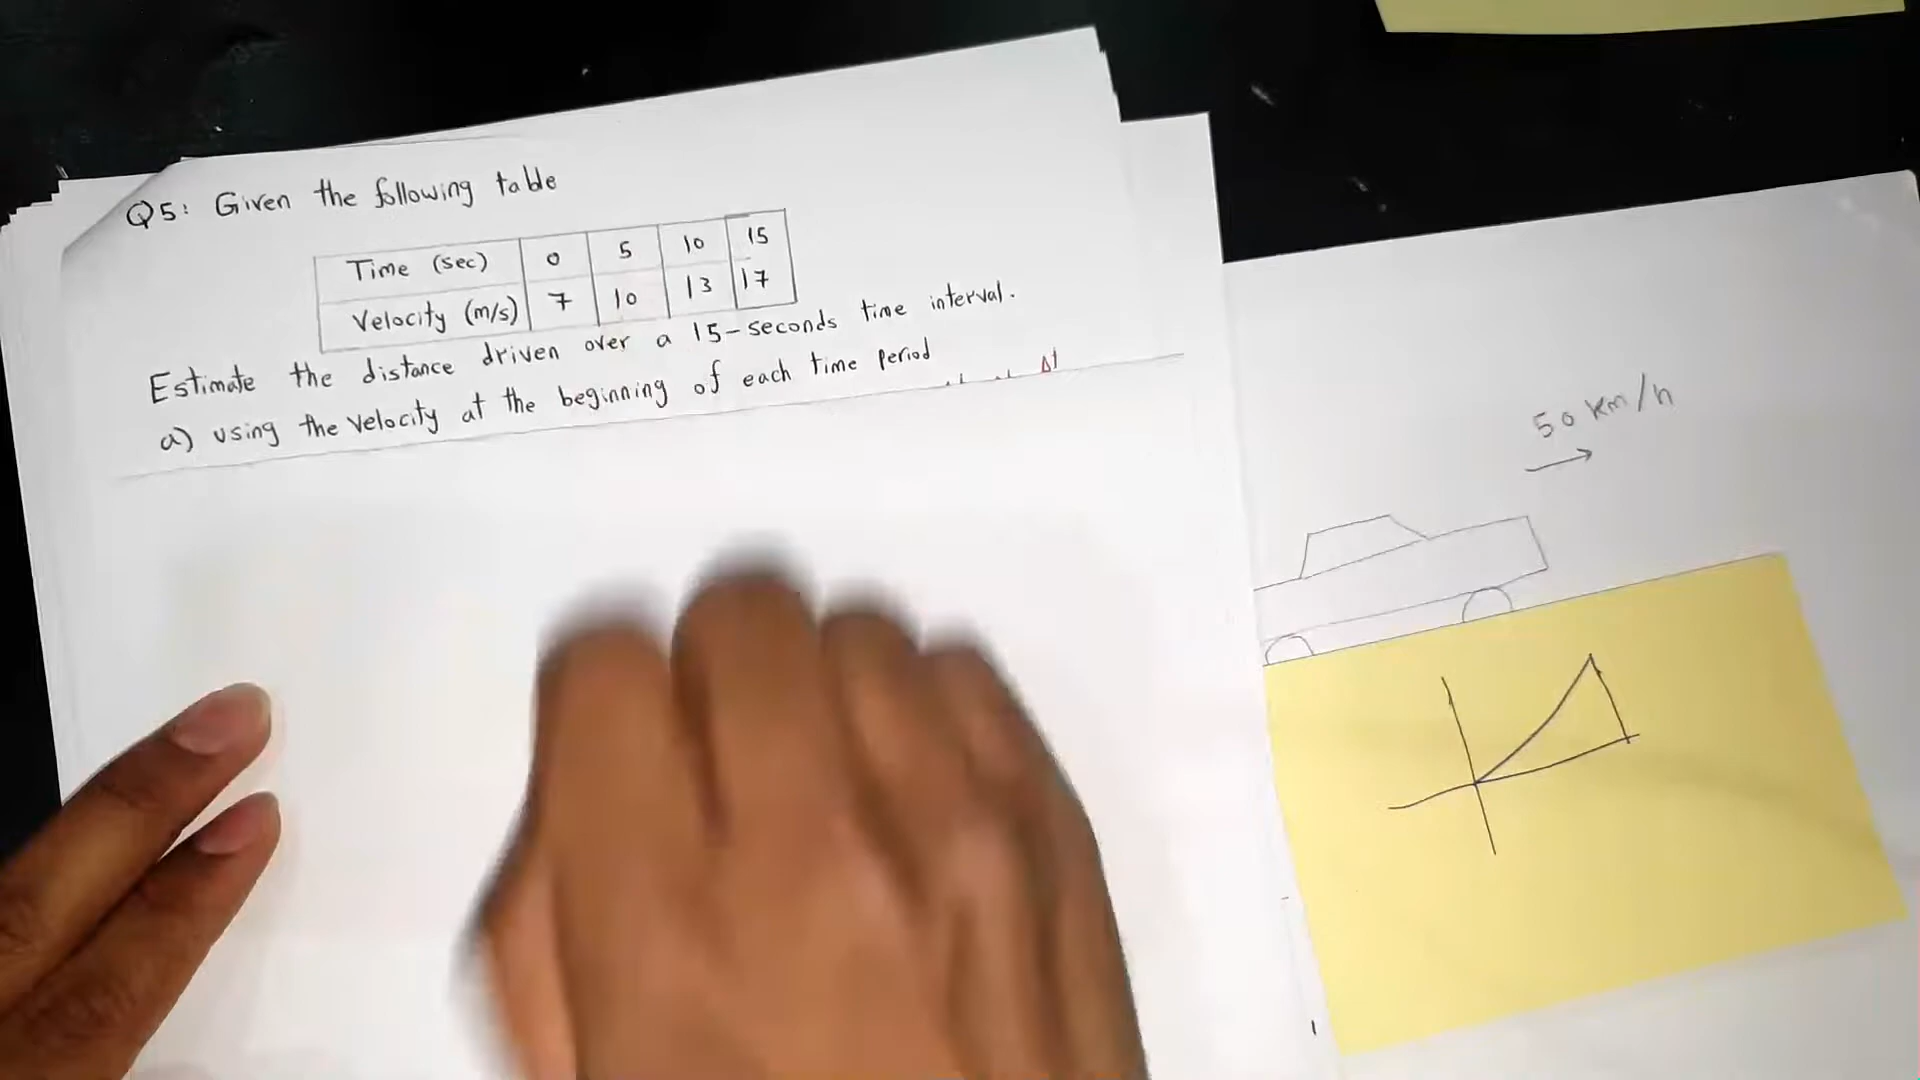 Q5: Given the following table
Time (sec) 0 5 10 15
Velocity (m/s) 7 10 13 17
Estimate the distance driven over a 15-seconds time interval.
a) using the velocity at the beginning of each time period
Δt
50 km/h